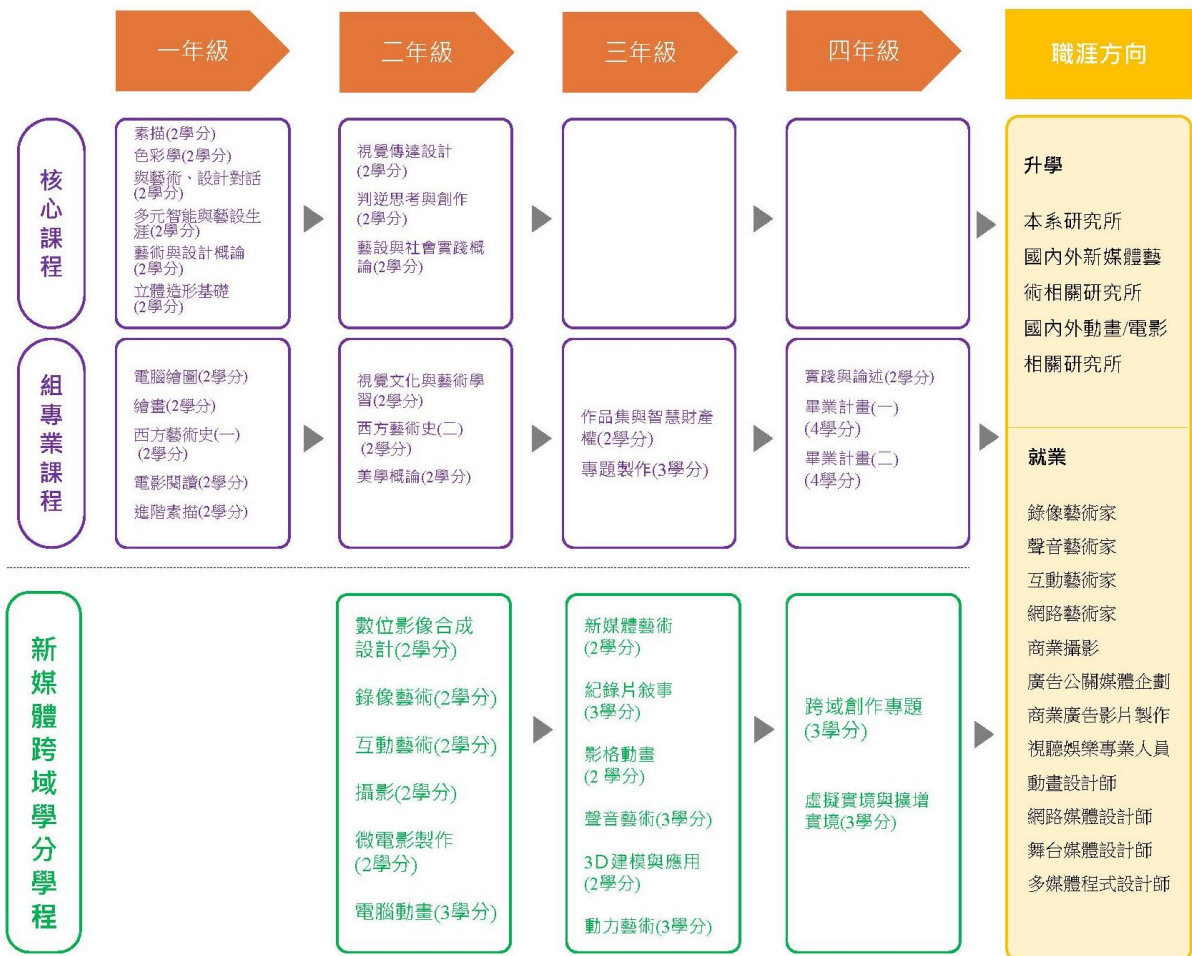 一年級
二年級
三年級
四年級
職涯方向
核心課程
素描(2學分)
色彩學(2學分)
與藝術、設計對話
(2學分)
多元智能與藝設生
涯(2學分)
藝術與設計概論
(2學分)
立體造形基礎
(2學分)
視覺傳達設計
(2學分)
判逆思考與創作
(2學分)
藝設與社會實踐概
論(2學分)
組專業課程
電腦繪圖(2學分)
繪畫(2學分)
西方藝術史(一)
(2學分)
電影閱讀(2學分)
進階素描(2學分)
視覺文化與藝術學
習(2學分)
西方藝術史(二)
(2學分)
美學概論(2學分)
作品集與智慧財產
權(2學分)
專題製作(3學分)
實踐與論述(2學分)
畢業計畫(一)
(4學分)
畢業計畫(二)
(4學分)
新媒體跨域學分學程
數位影像合成
設計(2學分)
錄像藝術(2學分)
互動藝術(2學分)
攝影(2學分)
微電影製作
(2學分)
電腦動畫(3學分)
新媒體藝術
(2學分)
紀錄片敘事
(3學分)
影格動畫
(2 學分)
聲音藝術(3學分)
3D建模與應用
(2學分)
動力藝術(3學分)
跨域創作專題
(3學分)
虛擬實境與擴增
實境(3學分)
升學
本系研究所
國內外新媒體藝
術相關研究所
國內外動畫/電影
相關研究所
就業
錄像藝術家
聲音藝術家
互動藝術家
網路藝術家
商業攝影
廣告公關媒體企劃
商業廣告影片製作
視聽娛樂專業人員
動畫設計師
網路媒體設計師
舞台媒體設計師
多媒體程式設計師